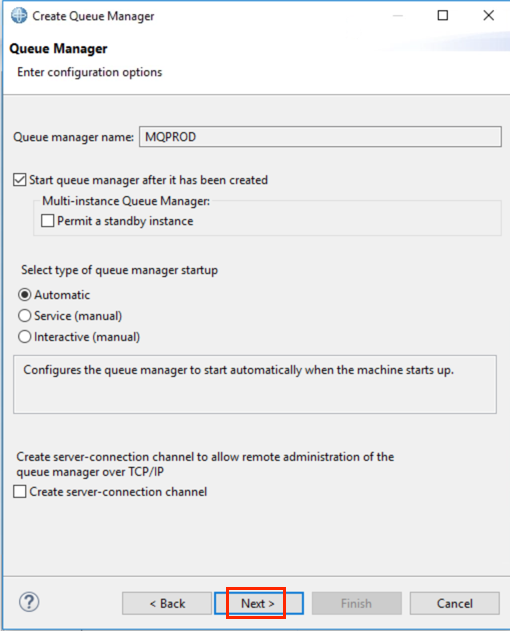 Create Queue Manager
Queue Manager
Enter configuration options
Queue manager name: MQPROD
Start queue manager after it has been created
Multi-instance Queue Manager:
Permit a standby instance
Select type of queue manager startup
Automatic
Service (manual)
Interactive (manual)
Configures the queue manager to start automatically when the machine starts up.
Create server-connection channel to allow remote administration of the
queue manager over TCP/IP
Create server-connection channel
? < Back Next > Finish Cancel